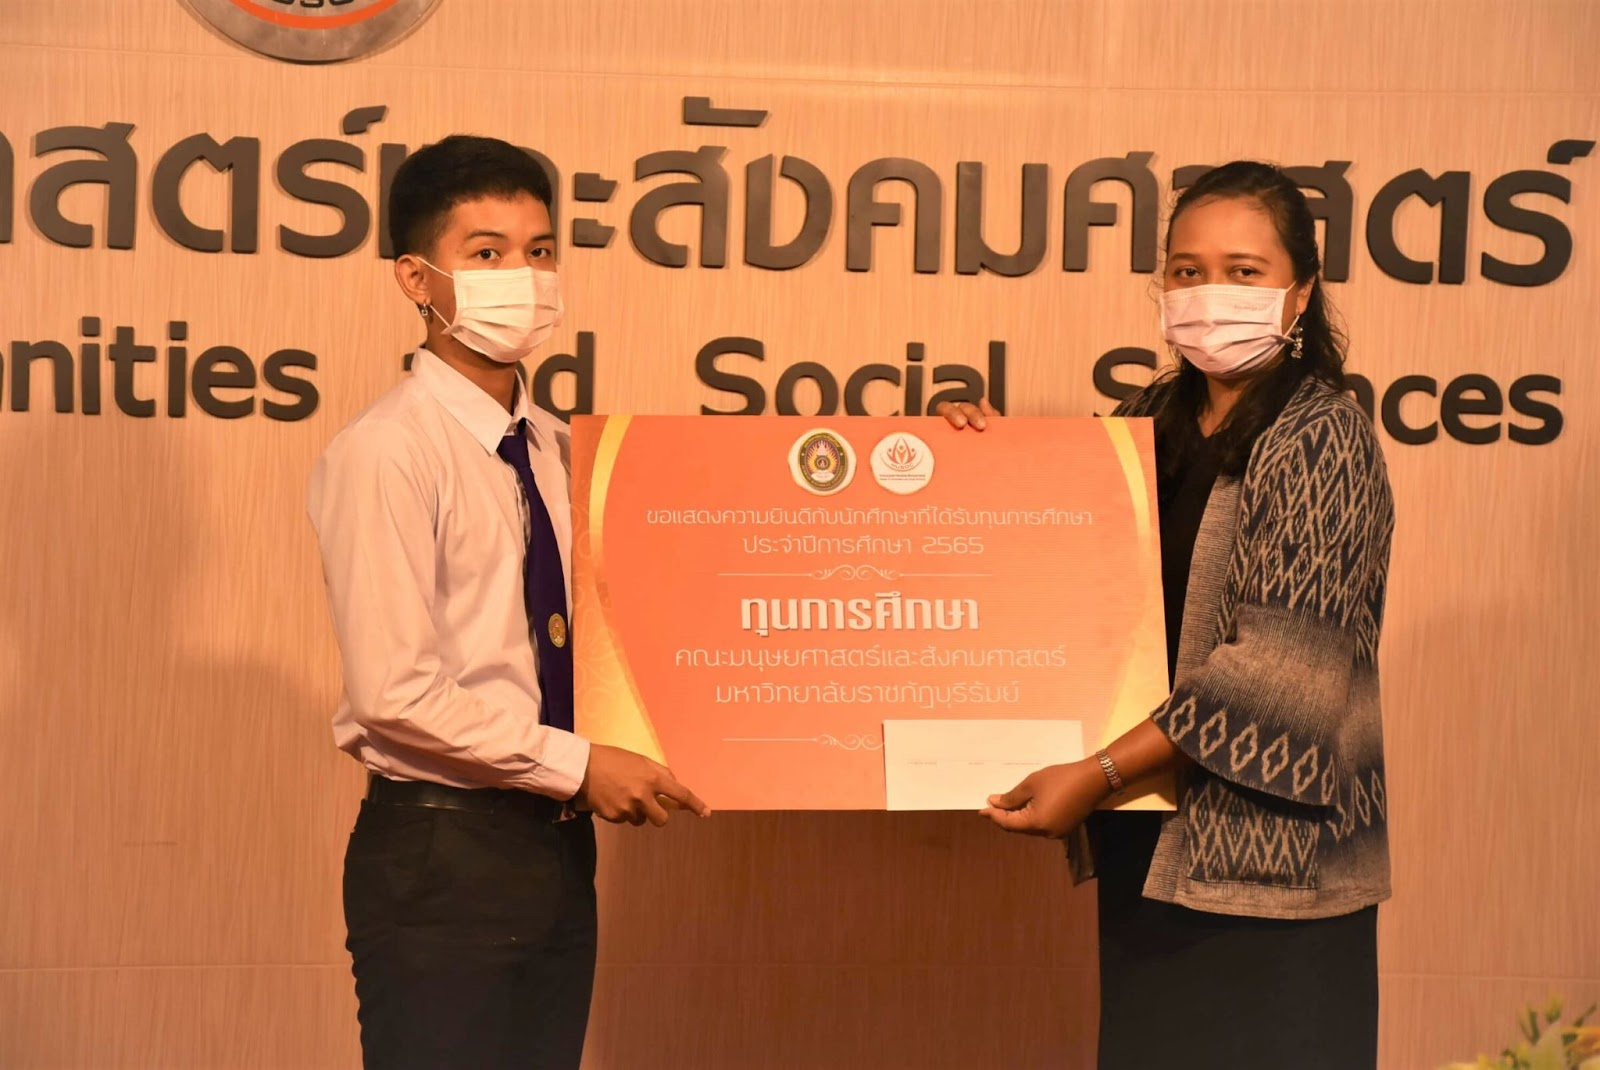 าสตร์และสังคมศาสตร์
anities and Social Sciences
ขอแสดงความยินดีกับนักศึกษาที่ได้รับทุนการศึกษา
ประจำปีการศึกษา 2565
ทุนการศึกษา
คณะมนุษยศาสตร์และสังคมศาสตร์
มหาวิทยาลัยราชภัฏบุรีรัมย์